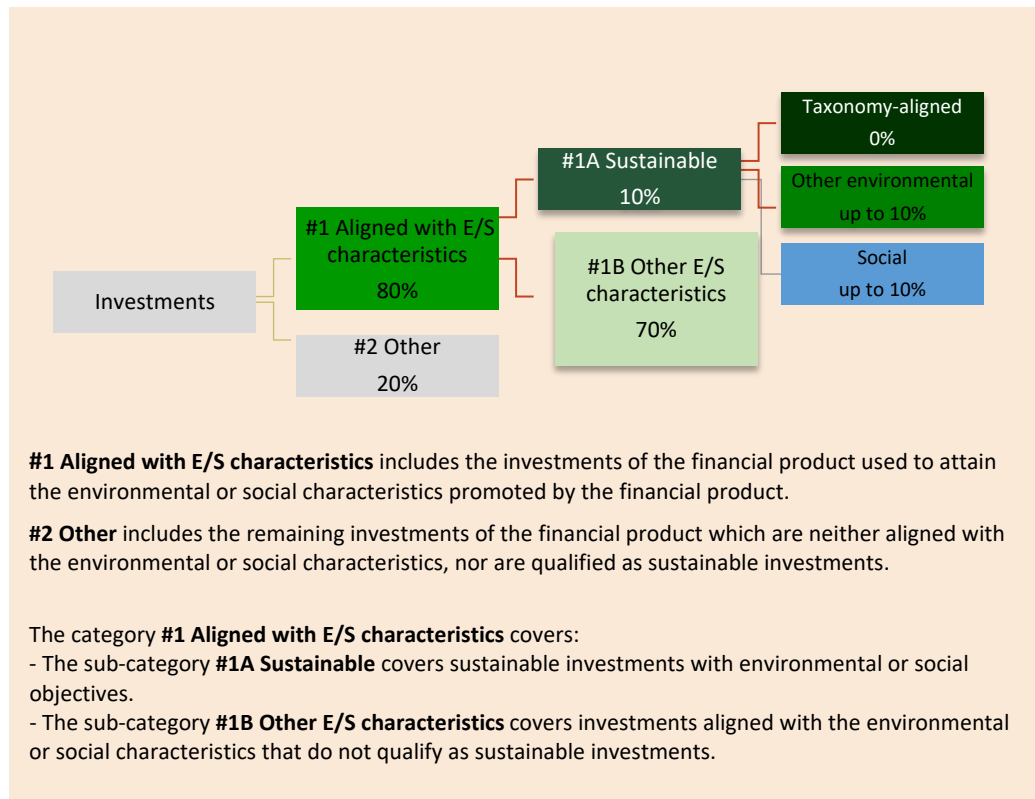 Taxonomy-aligned
0%
#1A Sustainable
10%
Other environmental
up to 10%
#1 Aligned with E/S
characteristics
80%
#1B Other E/S
characteristics
70%
Social
up to 10%
Investments
#2 Other
20%
#1 Aligned with E/S characteristics includes the investments of the financial product used to attain
the environmental or social characteristics promoted by the financial product.
#2 Other includes the remaining investments of the financial product which are neither aligned with
the environmental or social characteristics, nor are qualified as sustainable investments.
The category #1 Aligned with E/S characteristics covers:
- The sub-category #1A Sustainable covers sustainable investments with environmental or social
objectives.
- The sub-category #1B Other E/S characteristics covers investments aligned with the environmental
or social characteristics that do not qualify as sustainable investments.